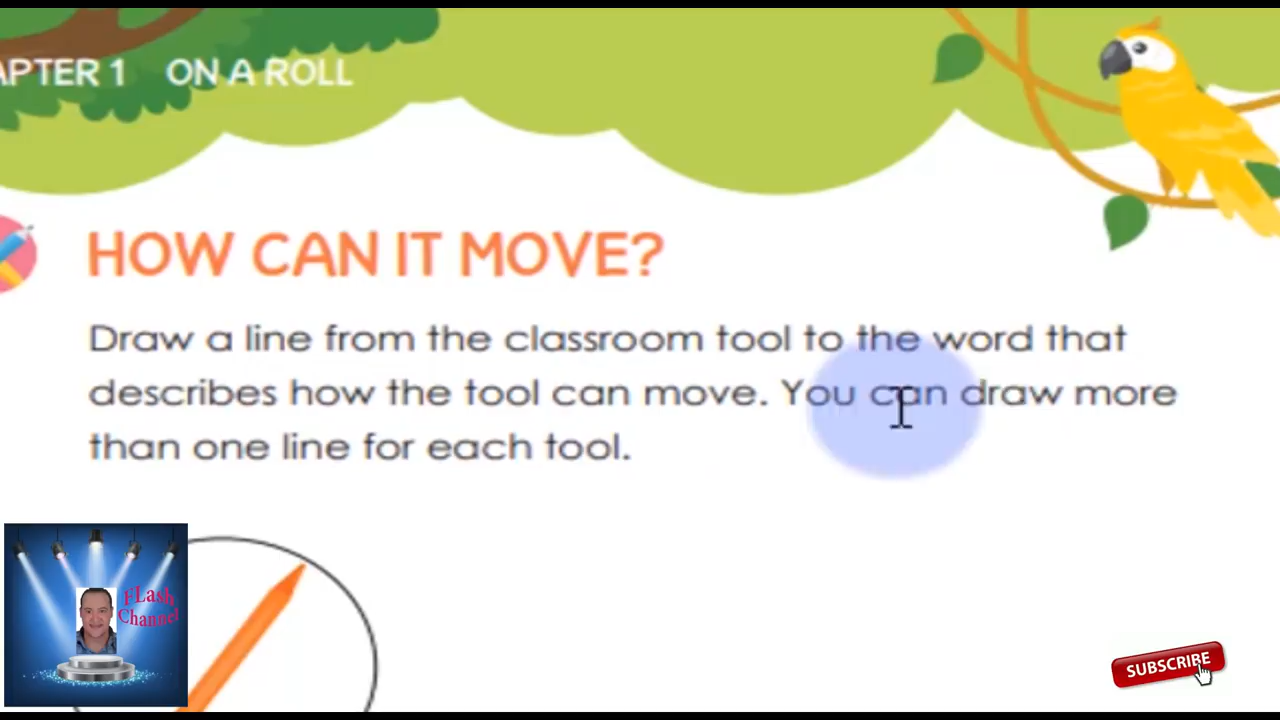 APTER 1 ON A ROLL
HOW CAN IT MOVE?
Draw a line from the classroom tool to the word that
describes how the tool can move. You can draw more
than one line for each tool.
FLash
Channel
SUBSCRIBE